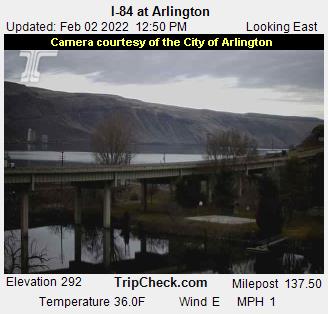 I-84 at Arlington
Updated: Feb 02 2022 12:50 PM Looking East
Camera courtesy of the City of Arlington
Elevation 292 TripCheck.com Milepost 137.50
Temperature 36.0F Wind E MPH 1